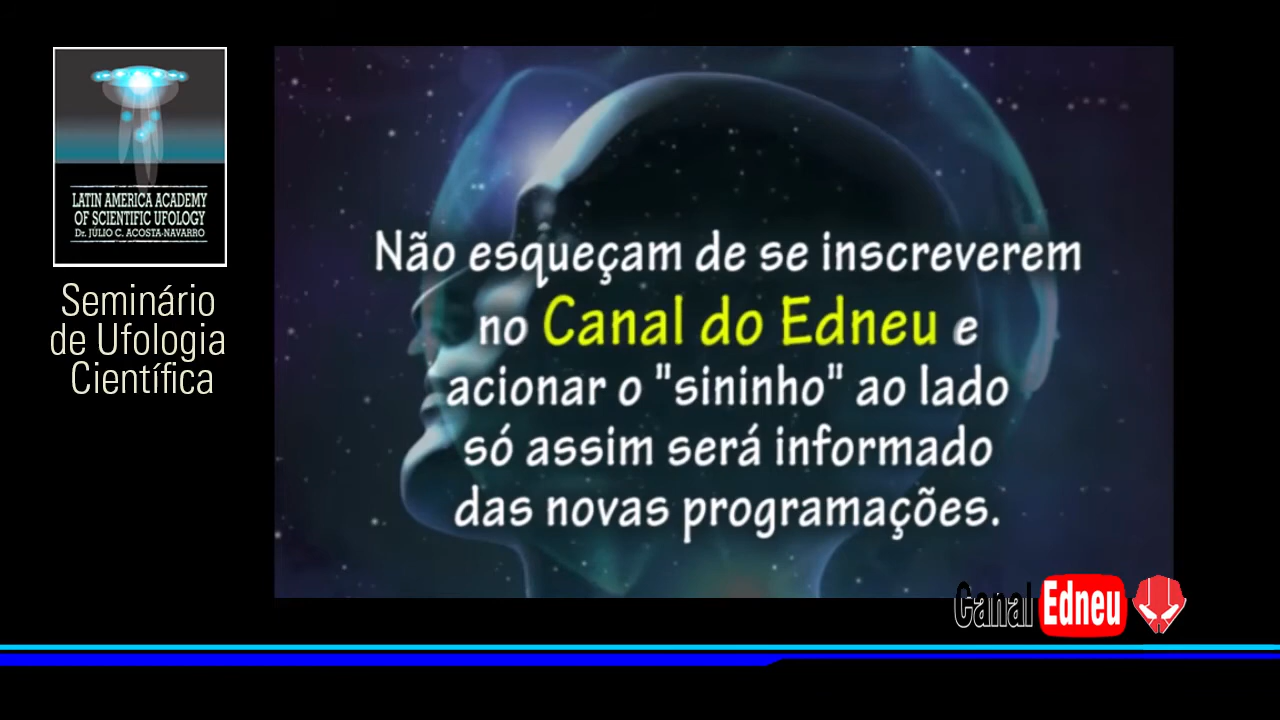 LATIN AMERICA ACADEMY
OF SCIENTIFIC UFOLOGY
Dr. JÚLIO C. ACOSTA-NAVARRO
Seminário
de Ufologia
Científica
Não esqueçam de se inscreverem
no Canal do Edneu e
acionar o "sininho" ao lado
só assim será informado
das novas programações.
Canal Edneu